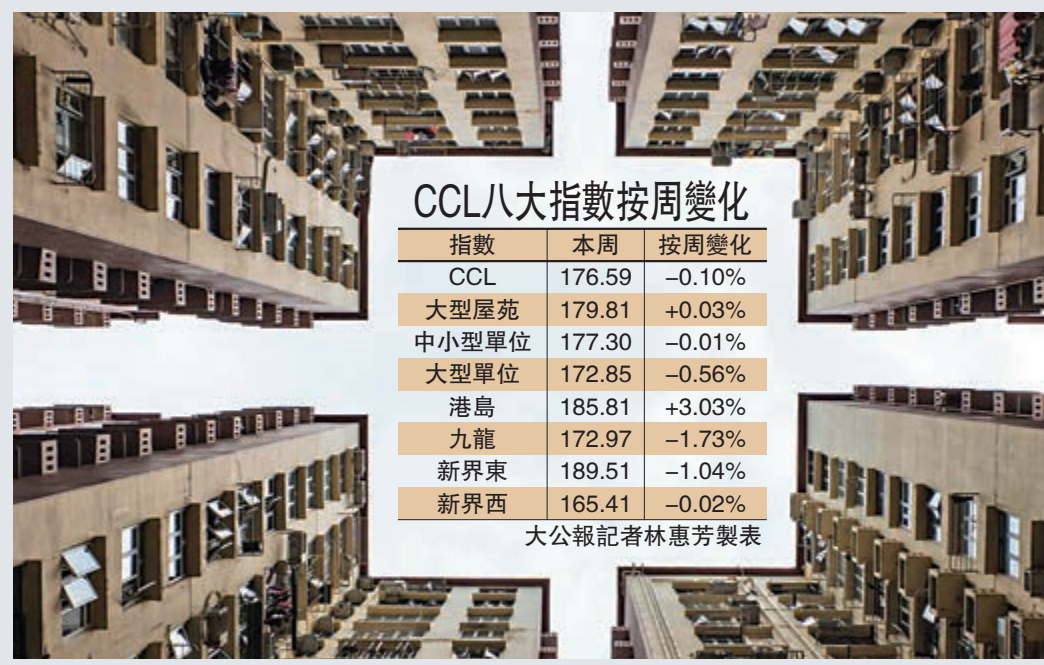 CCL八大指數按周變化
指數 本周 按周變化
CCL 176.59 −0.10%
大型屋苑 179.81 +0.03%
中小型單位 177.30 −0.01%
大型單位 172.85 −0.56%
港島 185.81 +3.03%
九龍 172.97 −1.73%
新界東 189.51 −1.04%
新界西 165.41 −0.02%
大公報記者林惠芳製表